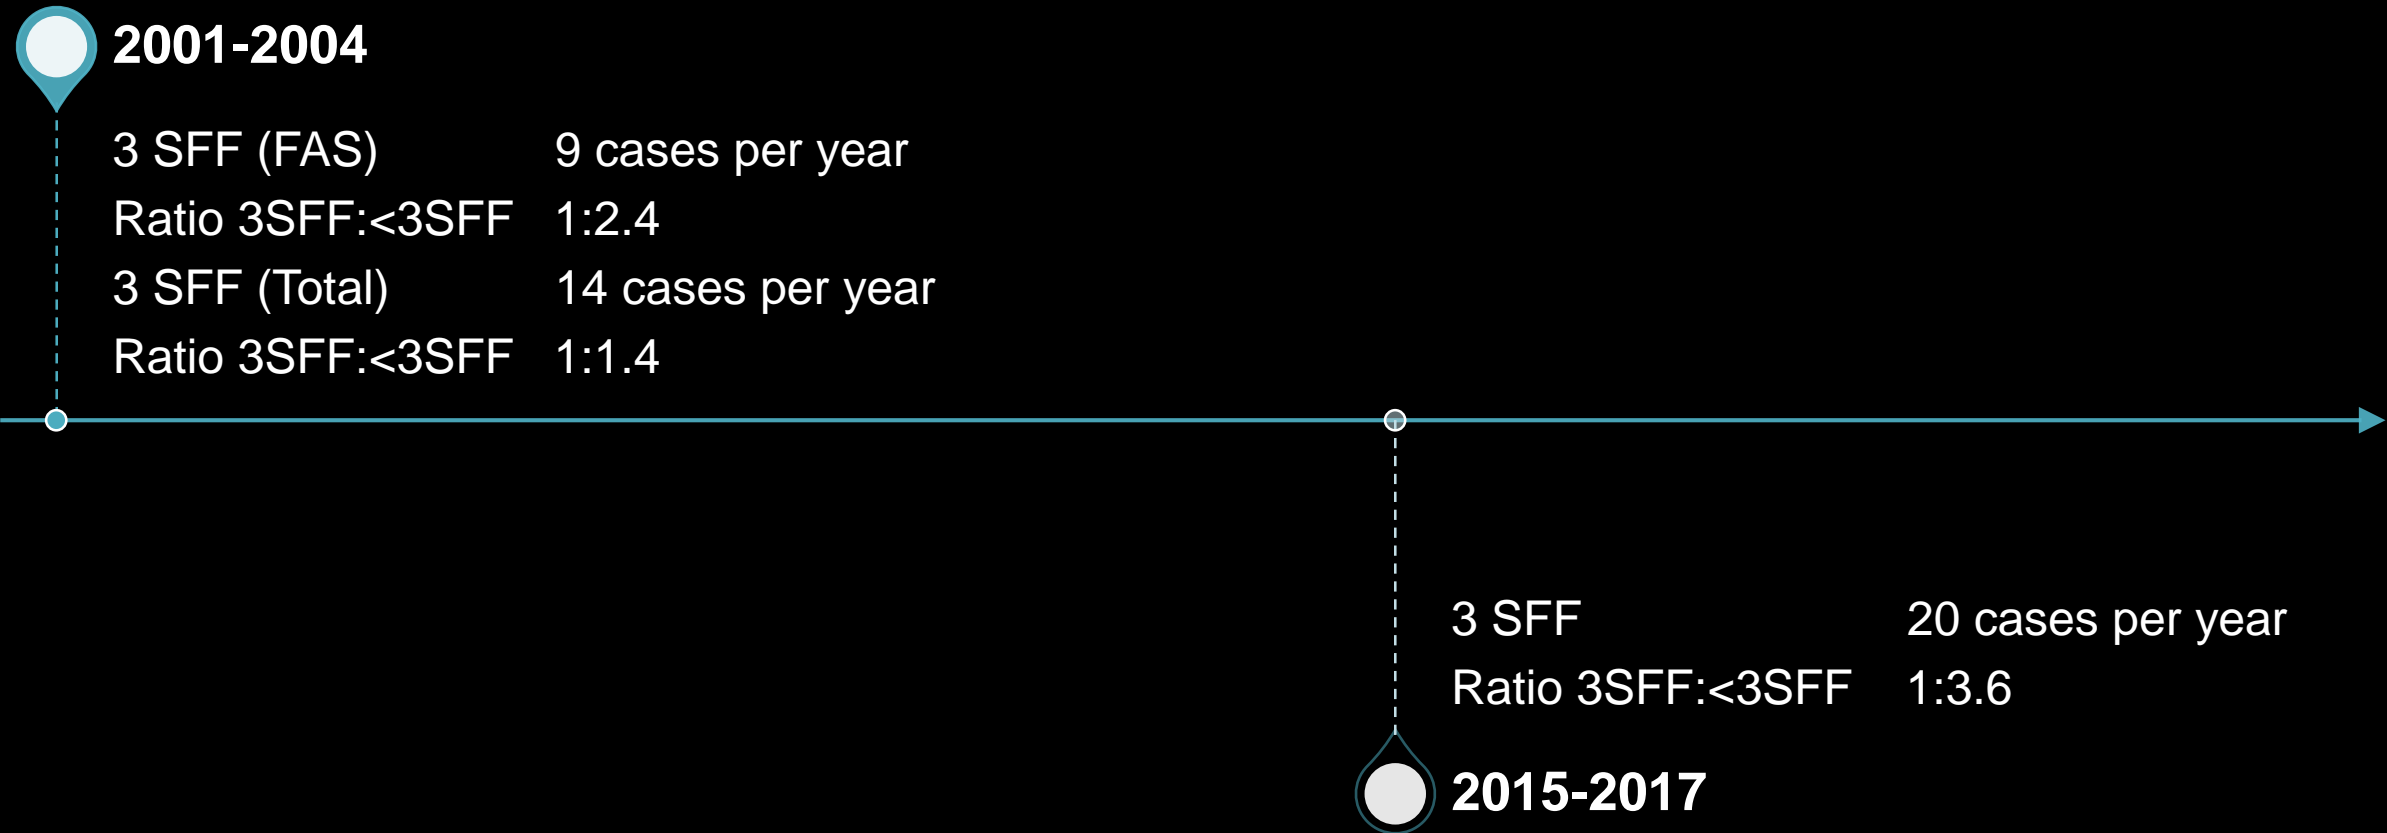 2001-2004
3 SFF (FAS) 9 cases per year
Ratio 3SFF:<3SFF 1:2.4
3 SFF (Total) 14 cases per year
Ratio 3SFF:<3SFF 1:1.4
3 SFF 20 cases per year
Ratio 3SFF:<3SFF 1:3.6
2015-2017